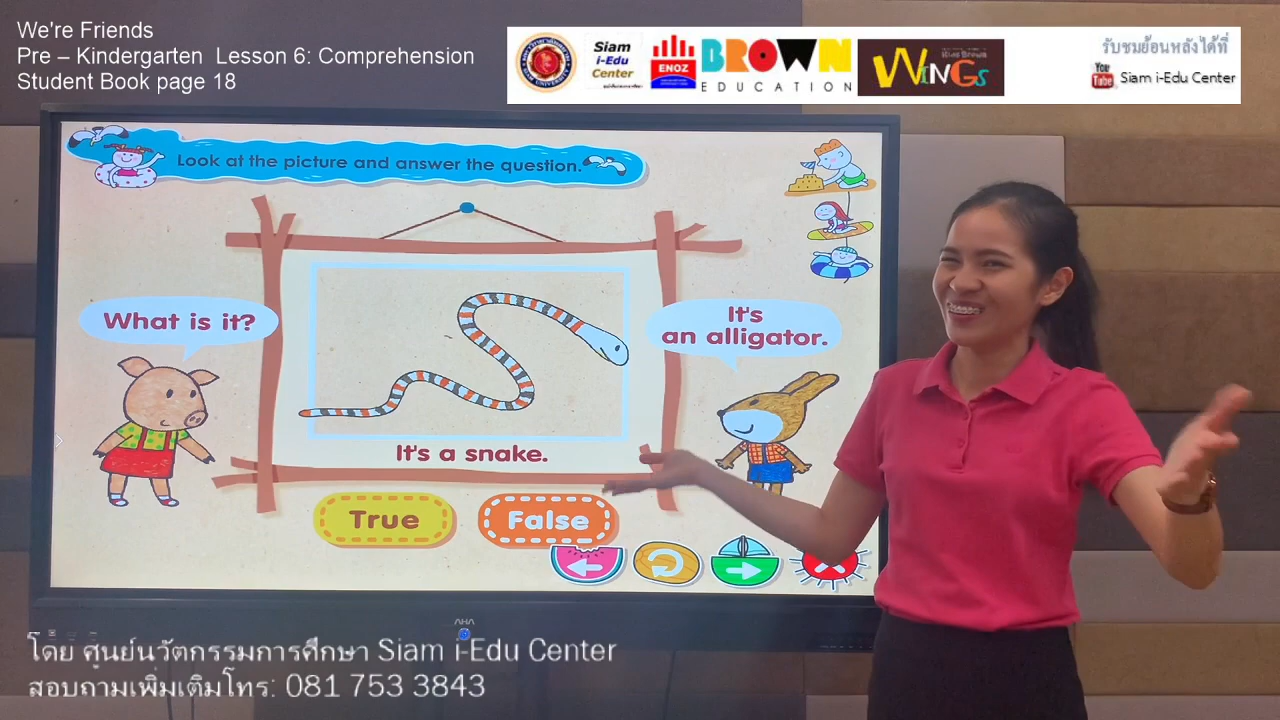 We're Friends
Pre – Kindergarten Lesson 6: Comprehension
Student Book page 18
Siam
i-Edu
Center
ENOZ
BROWN
EDUCATION
WiNGs
รับชมย้อนหลังได้ที่
You
Tube
Siam i-Edu Center
Look at the picture and answer the question.
What is it?
It's
an alligator.
It's a snake.
True
False
AHA
โดย ศูนย์นวัตกรรมการศึกษา Siam i-Edu Center
สอบถามเพิ่มเติมโทร: 081 753 3843